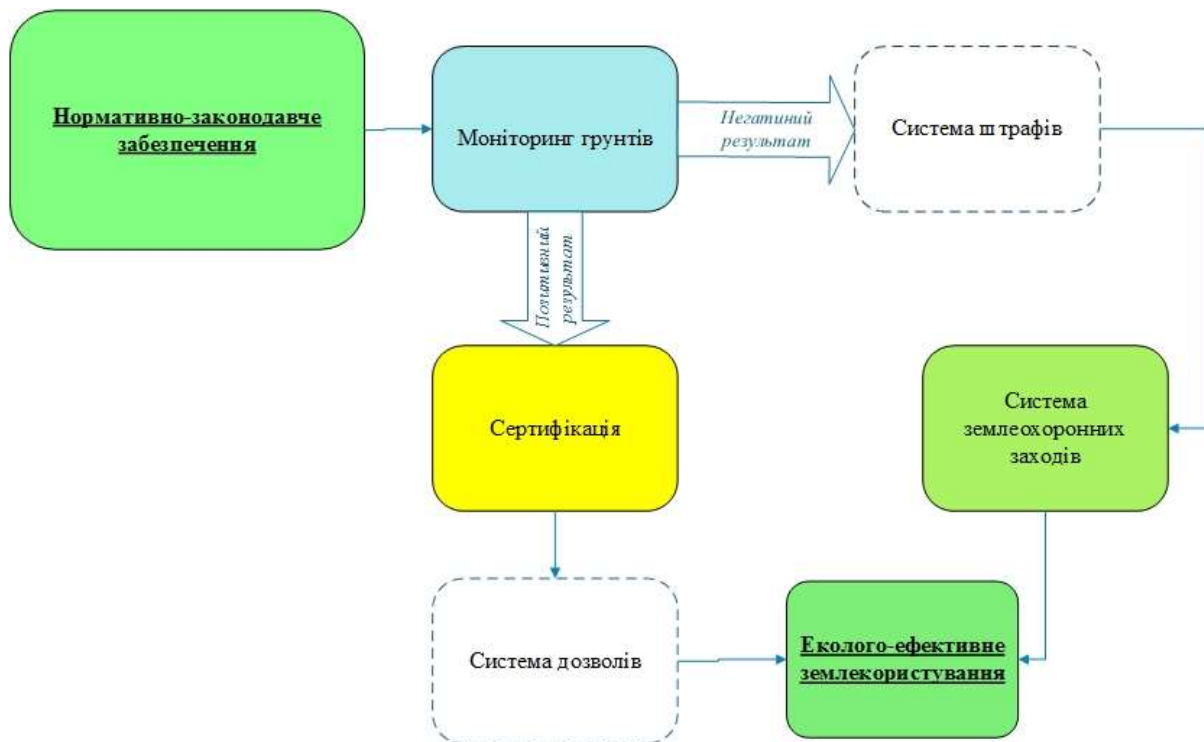 Нормативно-законодавче
забезпечення
Моніторинг грунтів
Негатиний
результат
Система штрафів
Позитивний
результат
Сертифікація
Система
землеохоронних
заходів
Система дозволів
Еколого-ефективне
землекористування